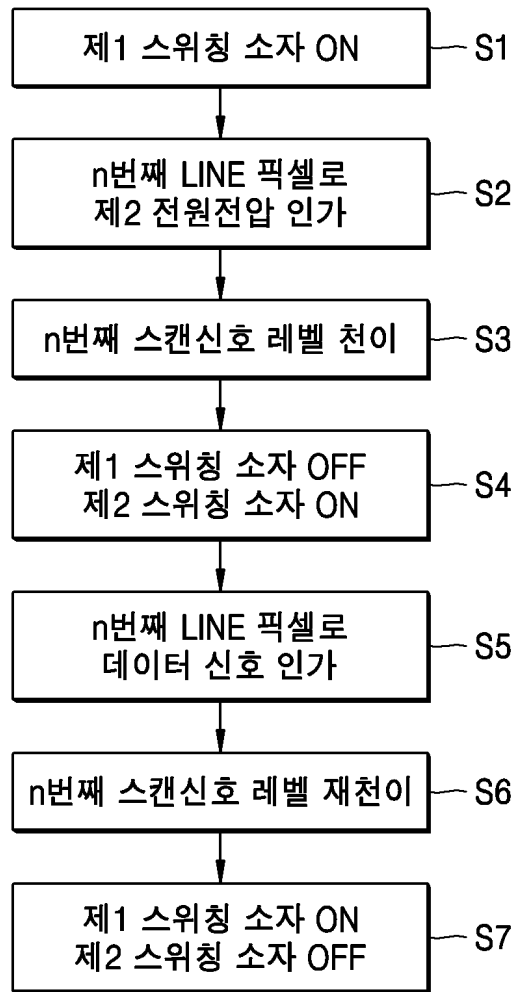 제1 스위칭 소자 ON
S1
n번째 LINE 픽셀로
제2 전원전압 인가
S2
n번째 스캔신호 레벨 천이
S3
제1 스위칭 소자 OFF
제2 스위칭 소자 ON
S4
n번째 LINE 픽셀로
데이터 신호 인가
S5
n번째 스캔신호 레벨 재천이
S6
제1 스위칭 소자 ON
제2 스위칭 소자 OFF
S7